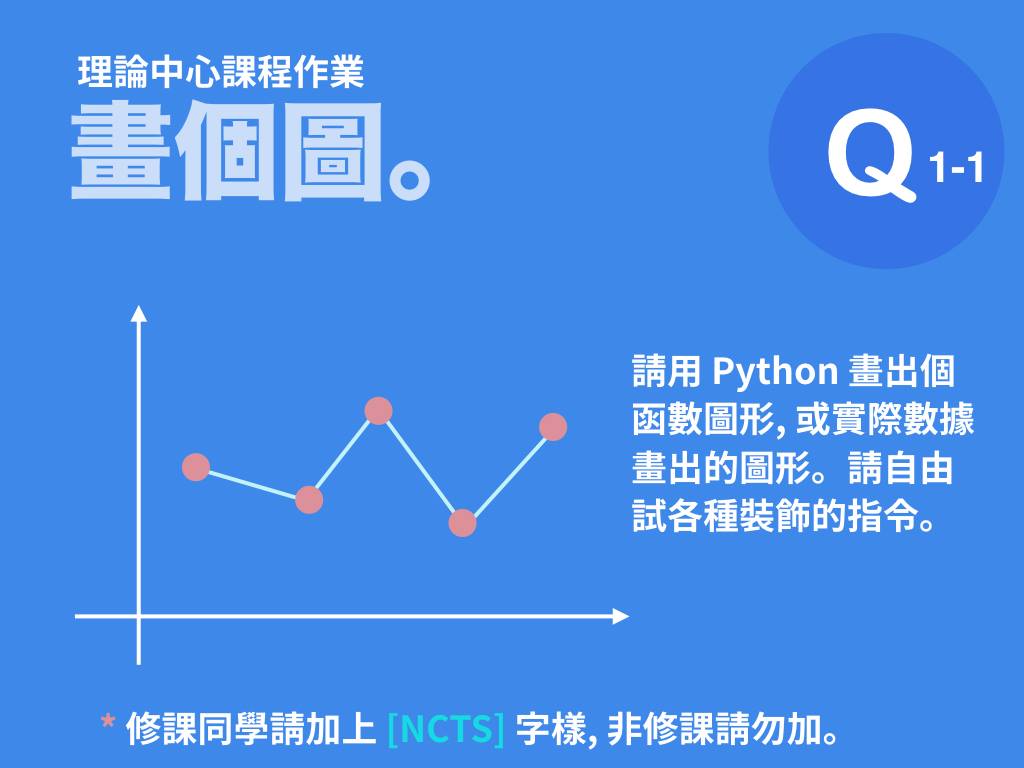 理論中心課程作業
畫個圖。
Q 1-1
請用 Python 畫出個
函數圖形, 或實際數據
畫出的圖形。請自由
試各種裝飾的指令。
* 修課同學請加上 [NCTS] 字樣, 非修課請勿加。